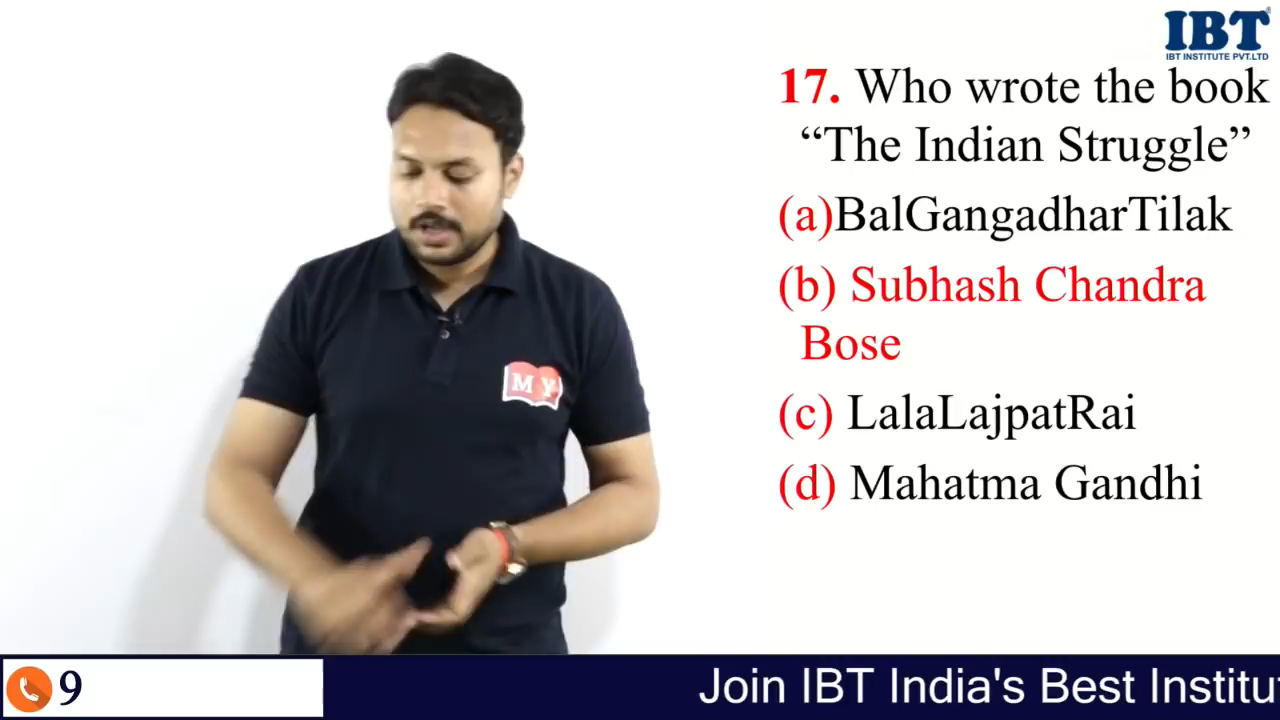 IBT
IBT INSTITUTE PVT.LTD
17. Who wrote the book
“The Indian Struggle”
(a)BalGangadharTilak
(b) Subhash Chandra
Bose
(c) LalaLajpatRai
(d) Mahatma Gandhi
M y
9
Join IBT India's Best Institu